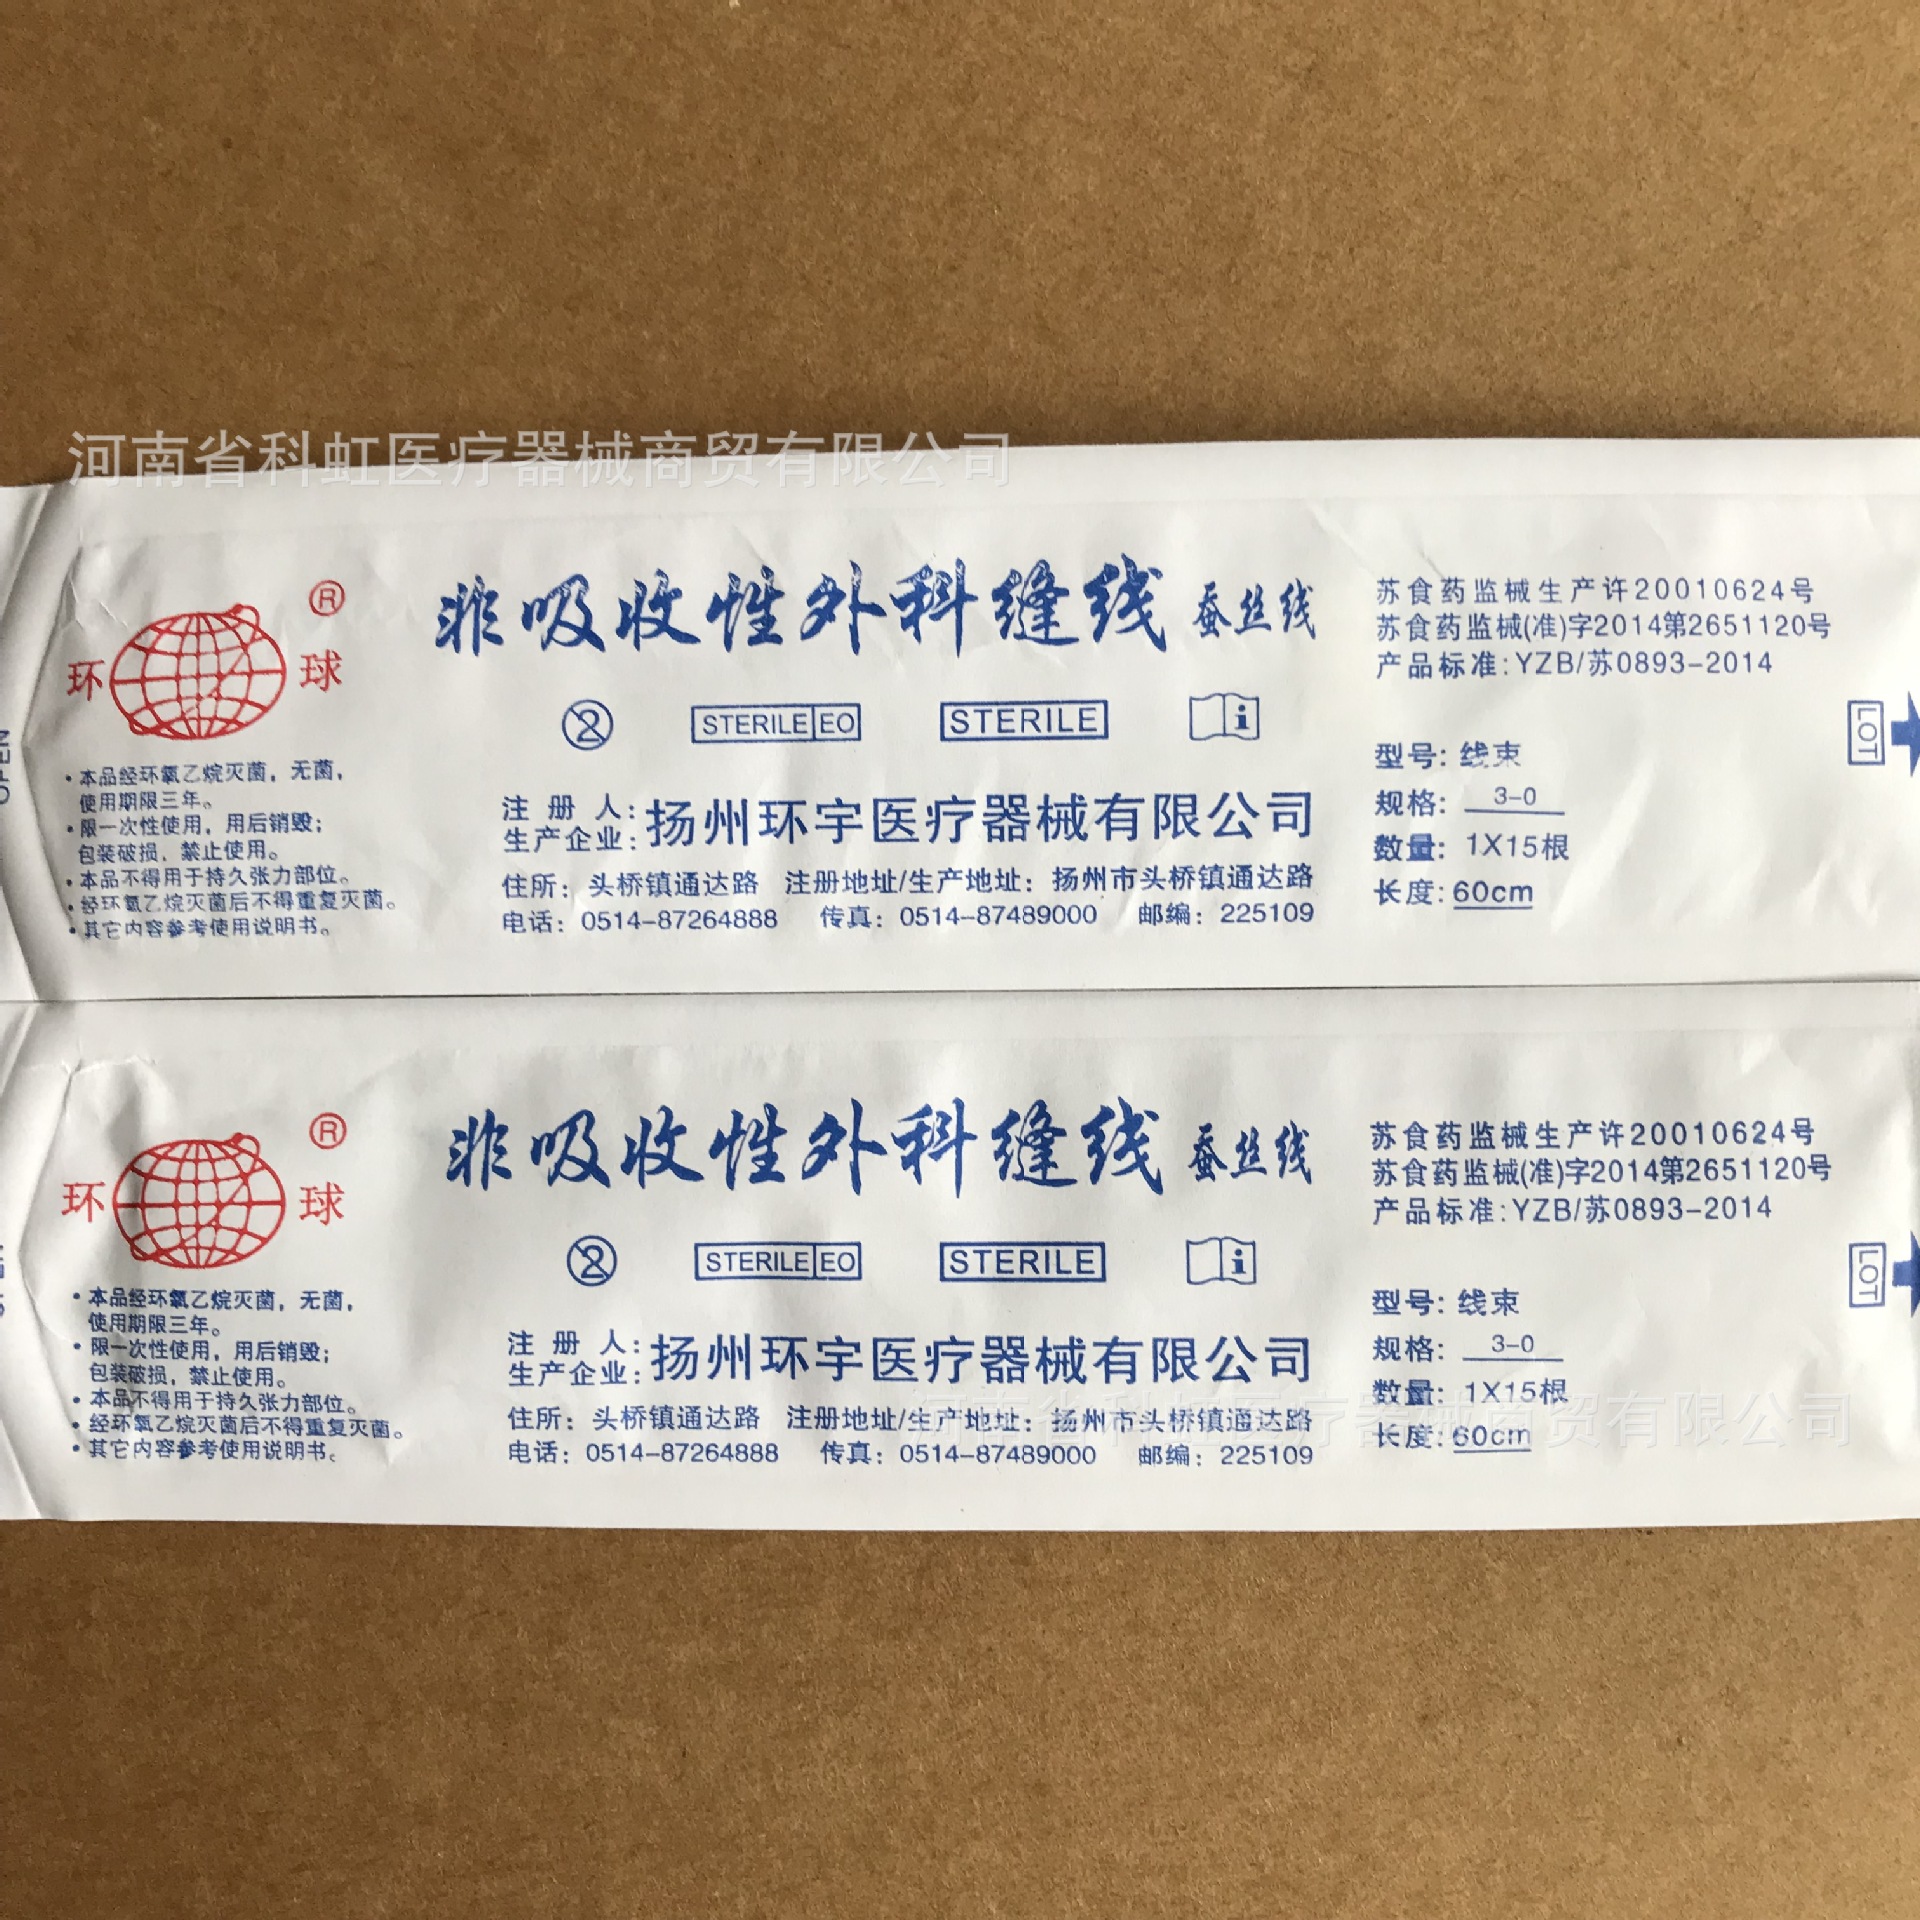 河南省科虹医疗器械商贸有限公司
环 球 ®
非吸收性外科缝线 蚕丝线
STERILE EO STERILE
苏食药监械生产许20010624号
苏食药监械(准)字2014第2651120号
产品标准:YZB/苏0893-2014
LOT
OPEN
·本品经环氧乙烷灭菌，无菌，
使用期限三年。
·限一次性使用，用后销毁；
包装破损，禁止使用。
·本品不得用于持久张力部位。
·经环氧乙烷灭菌后不得重复灭菌。
·其它内容参考使用说明书。
注册人:
生产企业:
扬州环宇医疗器械有限公司
住所：头桥镇通达路 注册地址/生产地址：扬州市头桥镇通达路
电话：0514-87264888 传真：0514-87489000 邮编：225109
型号: 线束
规格: 3-0
数量: 1X15根
长度: 60cm
环 球 ®
非吸收性外科缝线 蚕丝线
STERILE EO STERILE
苏食药监械生产许20010624号
苏食药监械(准)字2014第2651120号
产品标准:YZB/苏0893-2014
LOT
·本品经环氧乙烷灭菌，无菌，
使用期限三年。
·限一次性使用，用后销毁；
包装破损，禁止使用。
·本品不得用于持久张力部位。
·经环氧乙烷灭菌后不得重复灭菌。
·其它内容参考使用说明书。
注册人:
生产企业:
扬州环宇医疗器械有限公司
住所：头桥镇通达路 注册地址/生产地址：扬州市头桥镇通达路
电话：0514-87264888 传真：0514-87489000 邮编：225109
型号: 线束
规格: 3-0
数量: 1X15根
长度: 60cm
河南省科虹医疗器械商贸有限公司